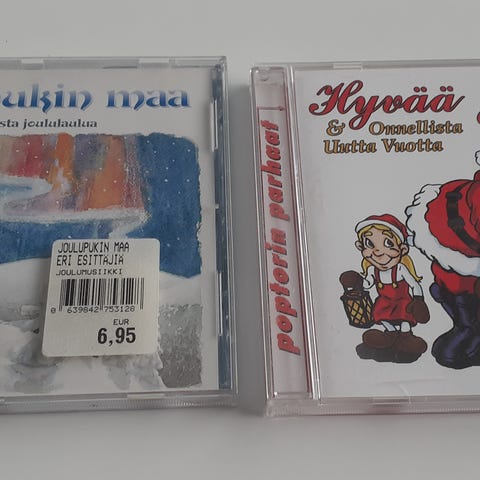 ukin maa
sta joululaulua
JOULUPUKIN MAA
ERI ESITTÄJIÄ
JOULUMUSIIKKI
0 639842 753128
EUR
6,95
poptorin parhaat
Hyvää
& Onnellista
Uutta Vuotta